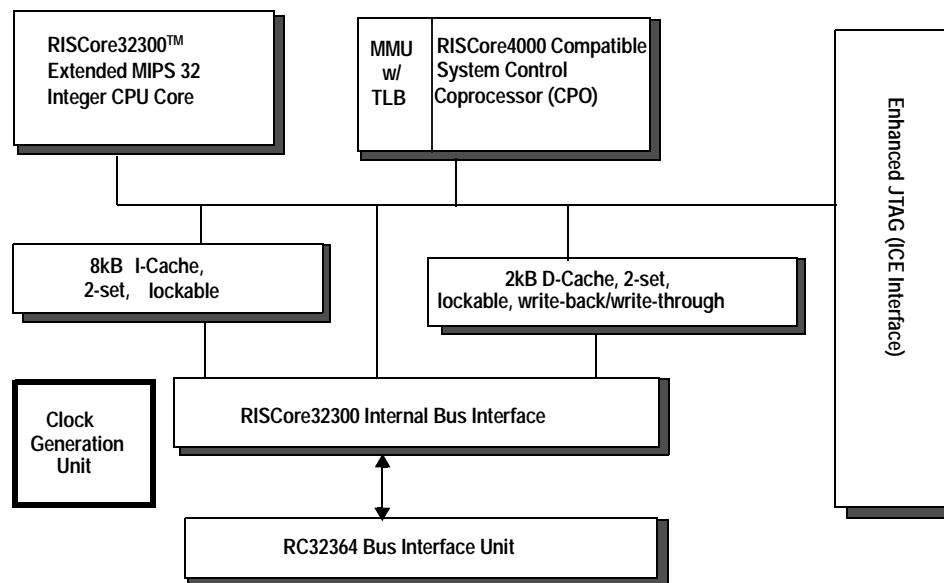 RISCore32300™
Extended MIPS 32
Integer CPU Core
MMU
w/
TLB
RISCore4000 Compatible
System Control
Coprocessor (CPO)
Enhanced JTAG (ICE Interface)
8kB I-Cache,
2-set, lockable
2kB D-Cache, 2-set,
lockable, write-back/write-through
Clock
Generation
Unit
RISCore32300 Internal Bus Interface
RC32364 Bus Interface Unit